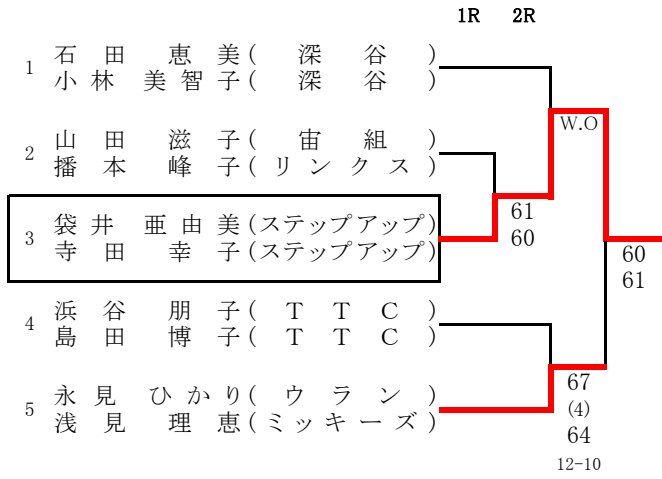 1R 2R
1 石田 恵美(深谷)
小林 美智子(深谷)
W.O
2 山田 滋子(宙組)
播本 峰子(リンクス)
3 袋井 亜由美(ステップアップ)
寺田 幸子(ステップアップ)
61
60
60
61
4 浜谷 朋子(TTC)
島田 博子(TTC)
5 永見 ひかり(ウラン)
浅見 理恵(ミッキーズ)
67
(4)
64
12-10